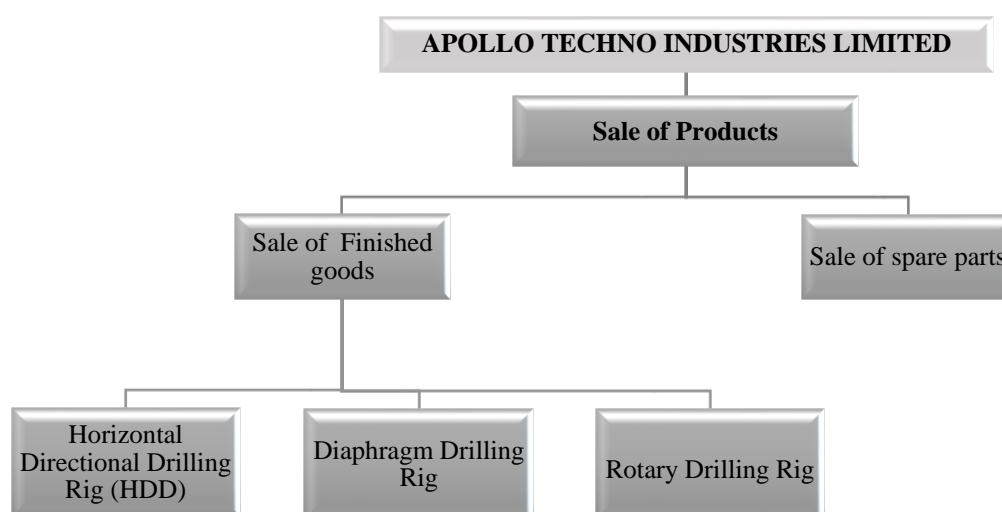 APOLLO TECHNO INDUSTRIES LIMITED
Sale of Products
Sale of Finished
goods
Sale of spare parts
Horizontal
Directional Drilling
Rig (HDD)
Diaphragm Drilling
Rig
Rotary Drilling Rig